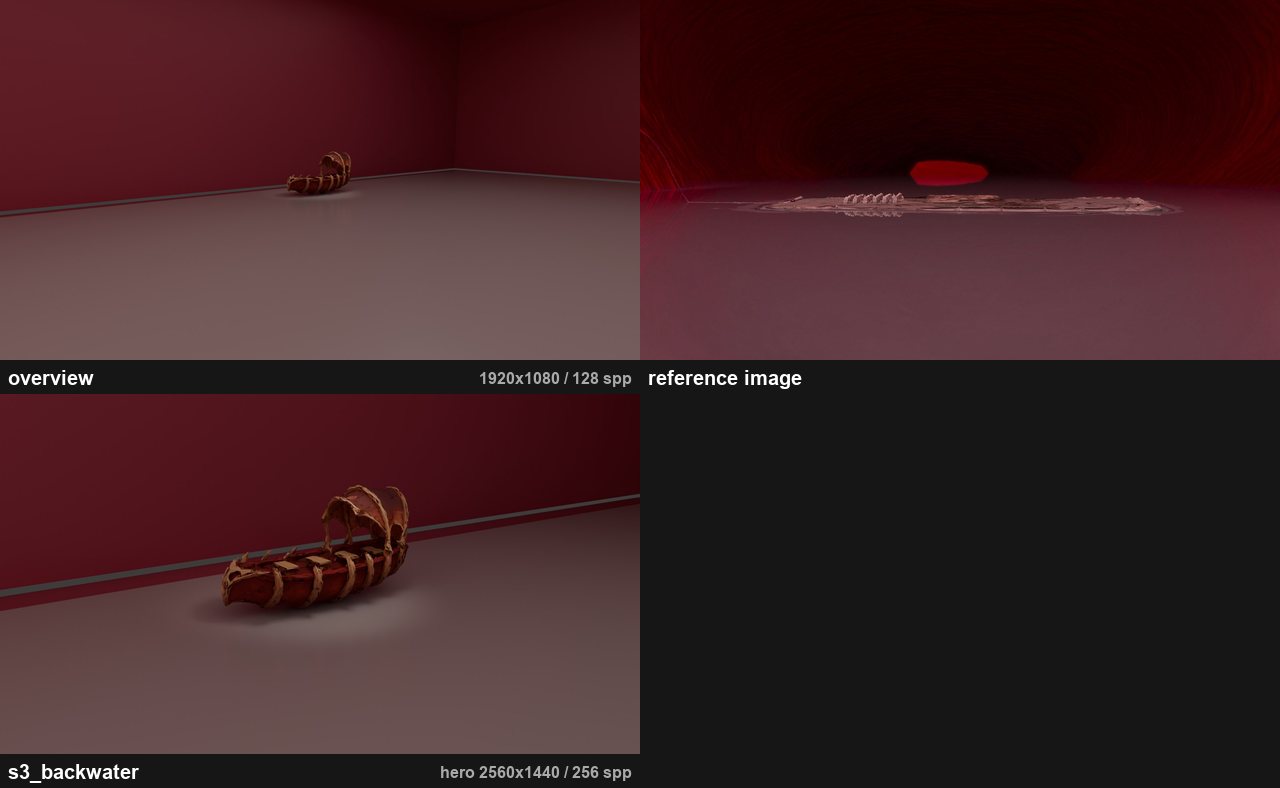 overview
1920x1080 / 128 spp
reference image
s3_backwater
hero 2560x1440 / 256 spp